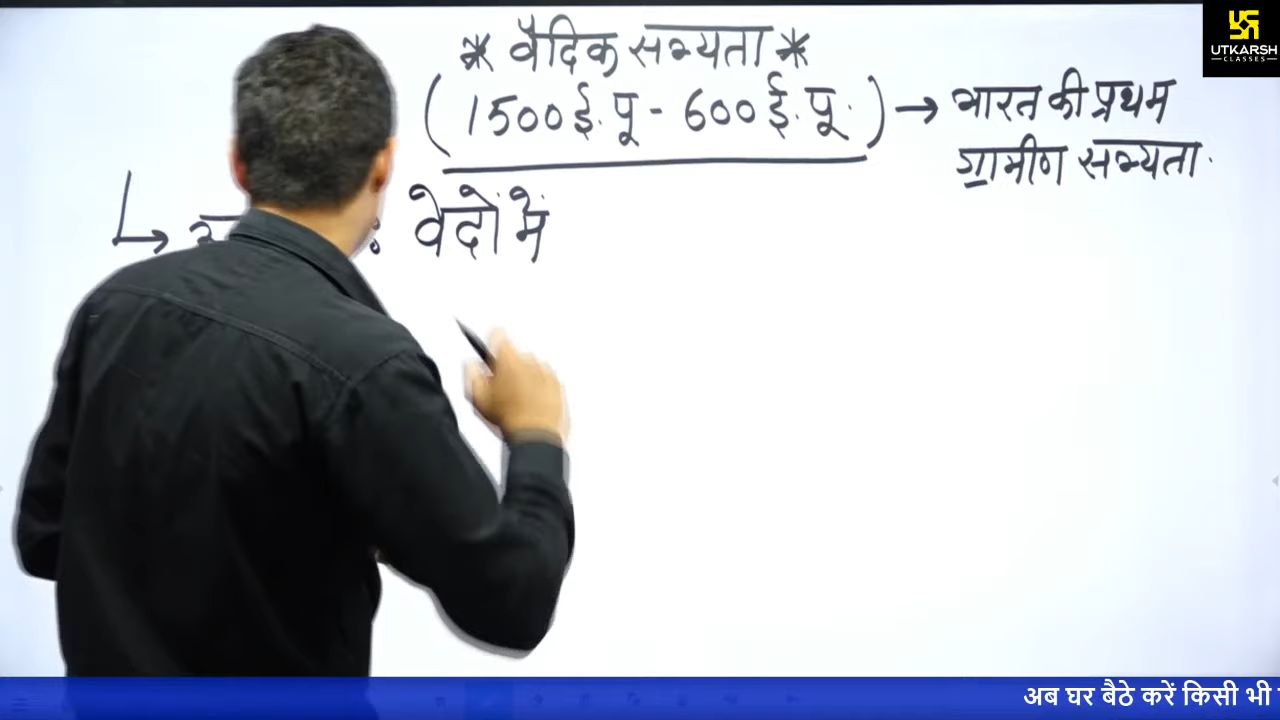 * वैदिक सभ्यता *
(1500 ई. पू - 600 ई. पू.) → भारत की प्रथम
ग्रामीण सभ्यता.
वेदों में
UTKARSH
CLASSES
अब घर बैठे करें किसी भी